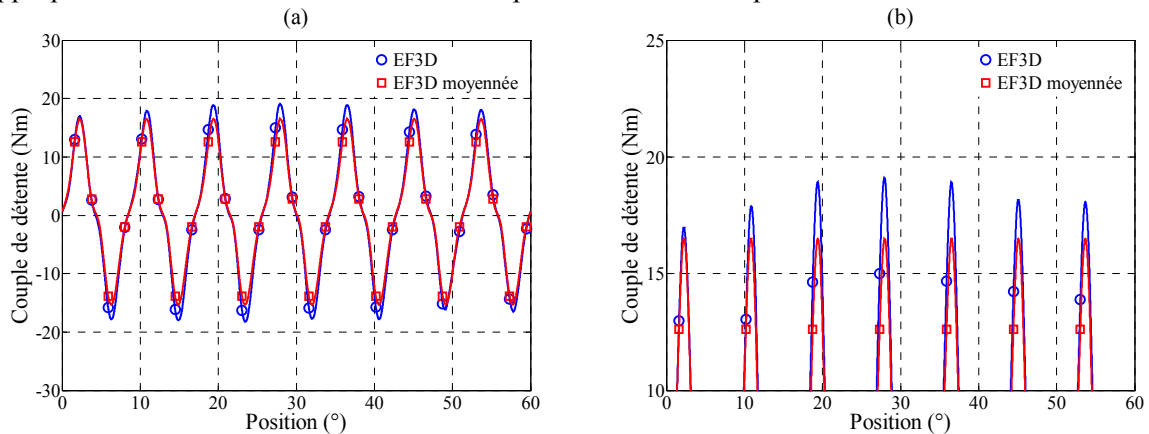 (a)
30
20
10
0
-10
-20
-30
Couple de détente (Nm)
EF3D
EF3D moyennée
0 10 20 30 40 50 60
Position (°)
(b)
25
20
15
10
Couple de détente (Nm)
EF3D
EF3D moyennée
0 10 20 30 40 50 60
Position (°)